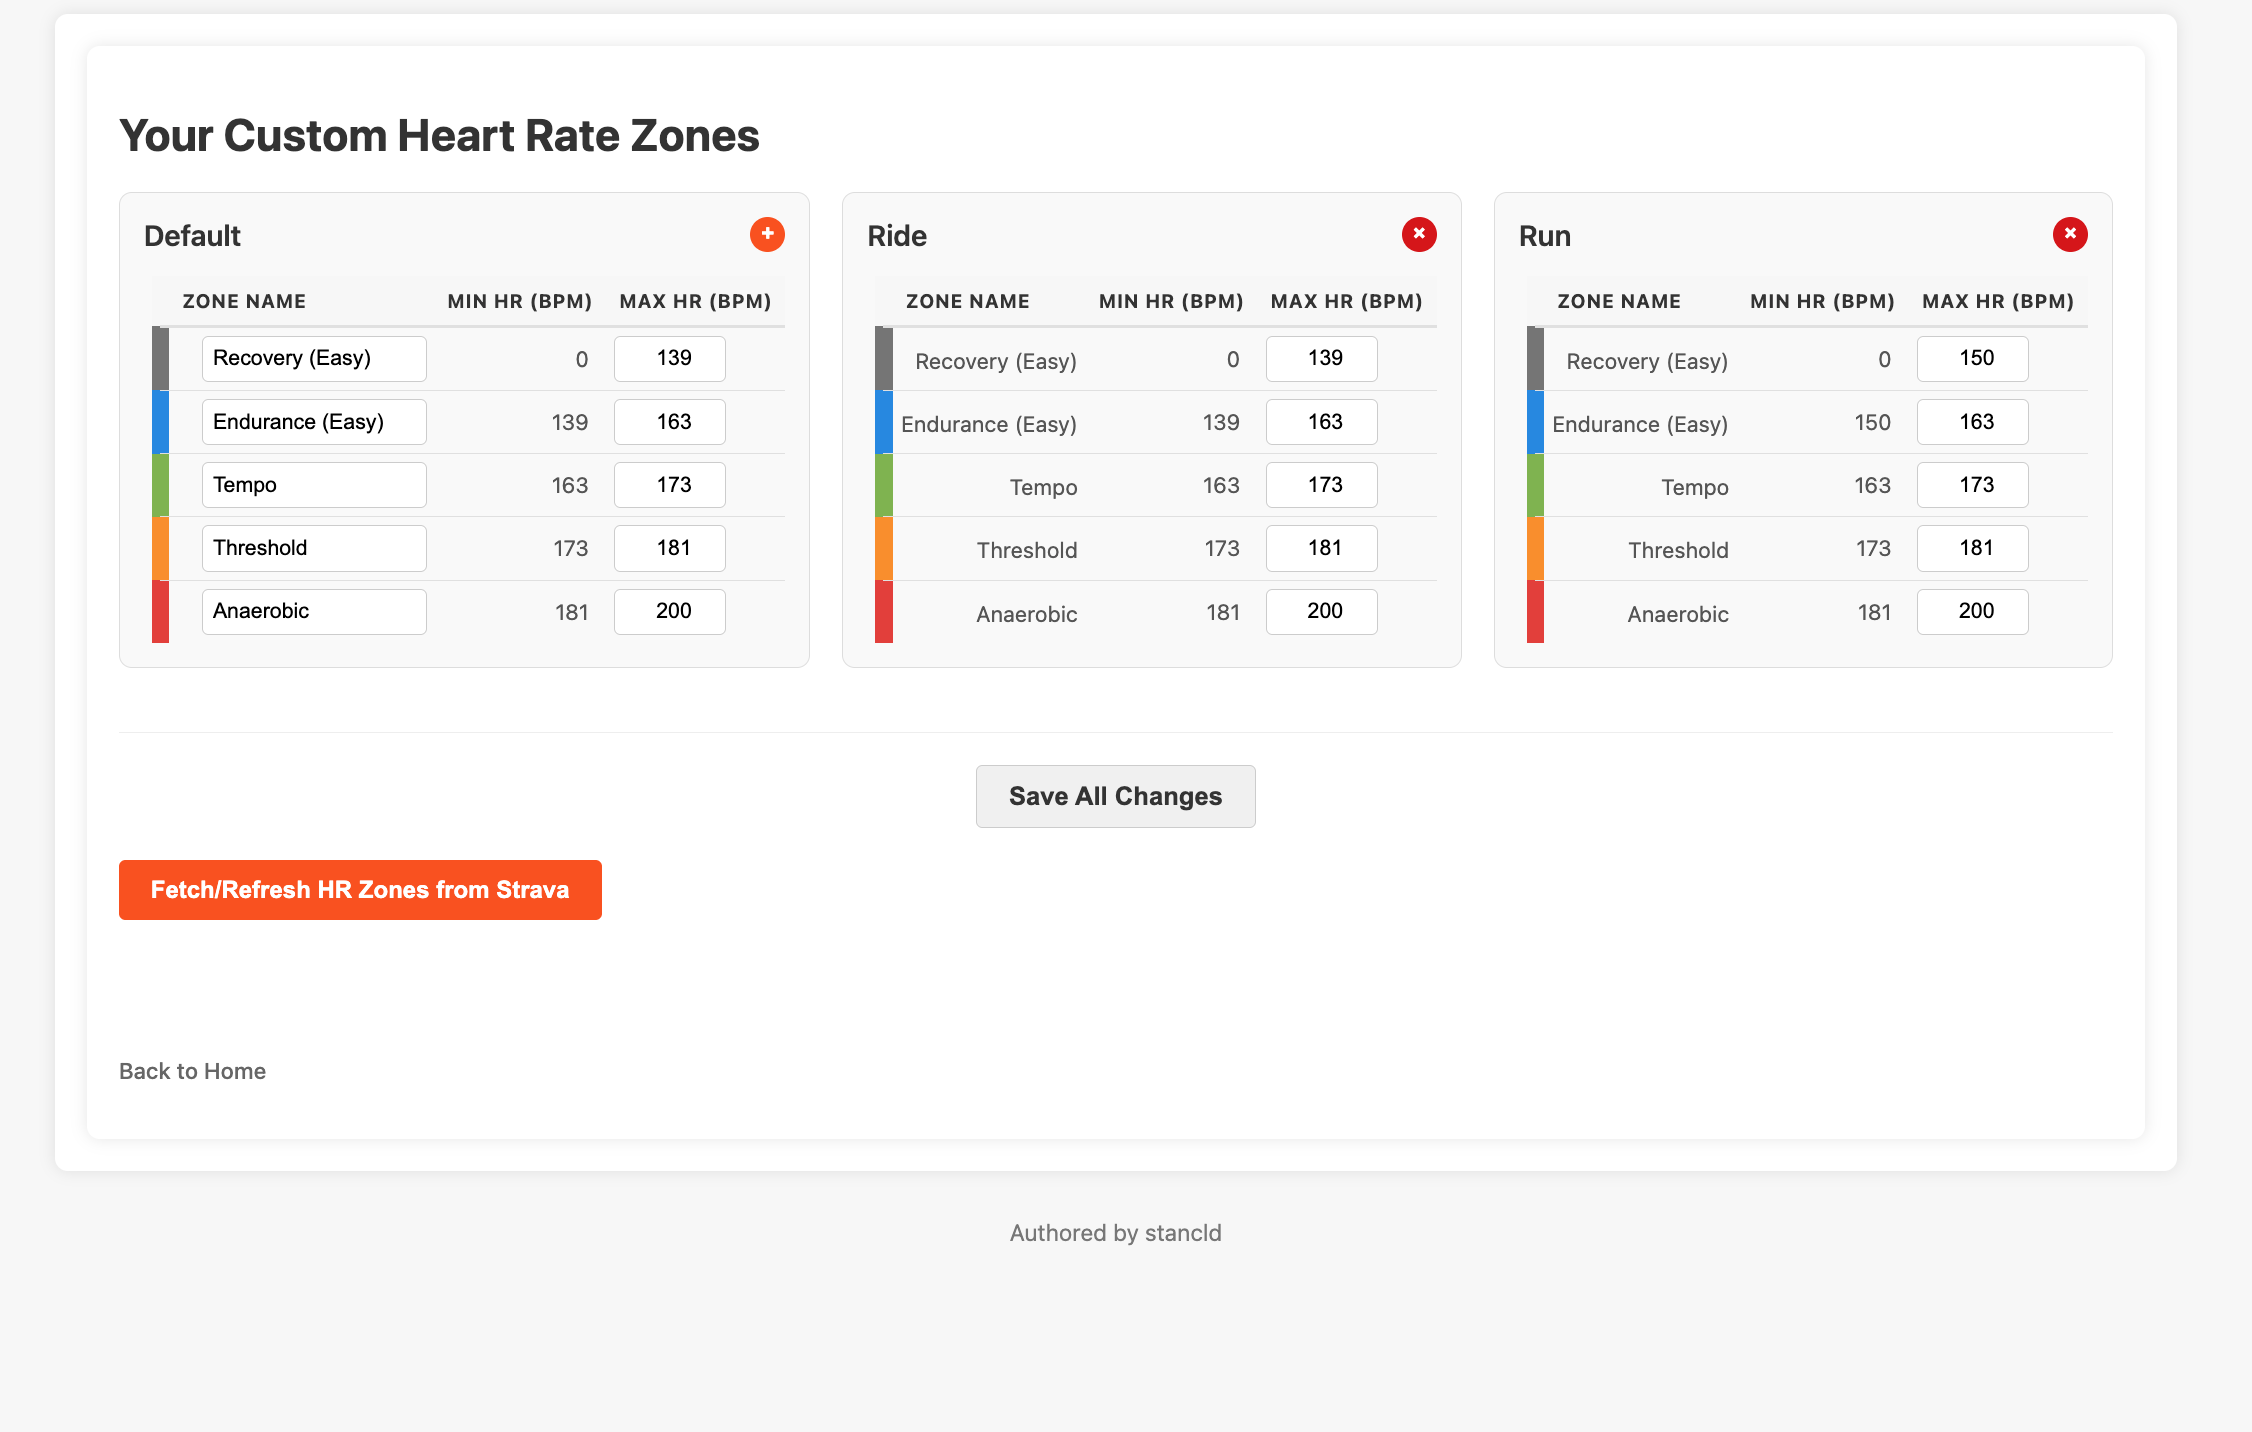 Your Custom Heart Rate Zones
Default
ZONE NAME MIN HR (BPM) MAX HR (BPM)
Recovery (Easy) 0 139
Endurance (Easy) 139 163
Tempo 163 173
Threshold 173 181
Anaerobic 181 200
Ride
ZONE NAME MIN HR (BPM) MAX HR (BPM)
Recovery (Easy) 0 139
Endurance (Easy) 139 163
Tempo 163 173
Threshold 173 181
Anaerobic 181 200
Run
ZONE NAME MIN HR (BPM) MAX HR (BPM)
Recovery (Easy) 0 150
Endurance (Easy) 150 163
Tempo 163 173
Threshold 173 181
Anaerobic 181 200
Save All Changes
Fetch/Refresh HR Zones from Strava
Back to Home
Authored by stancld